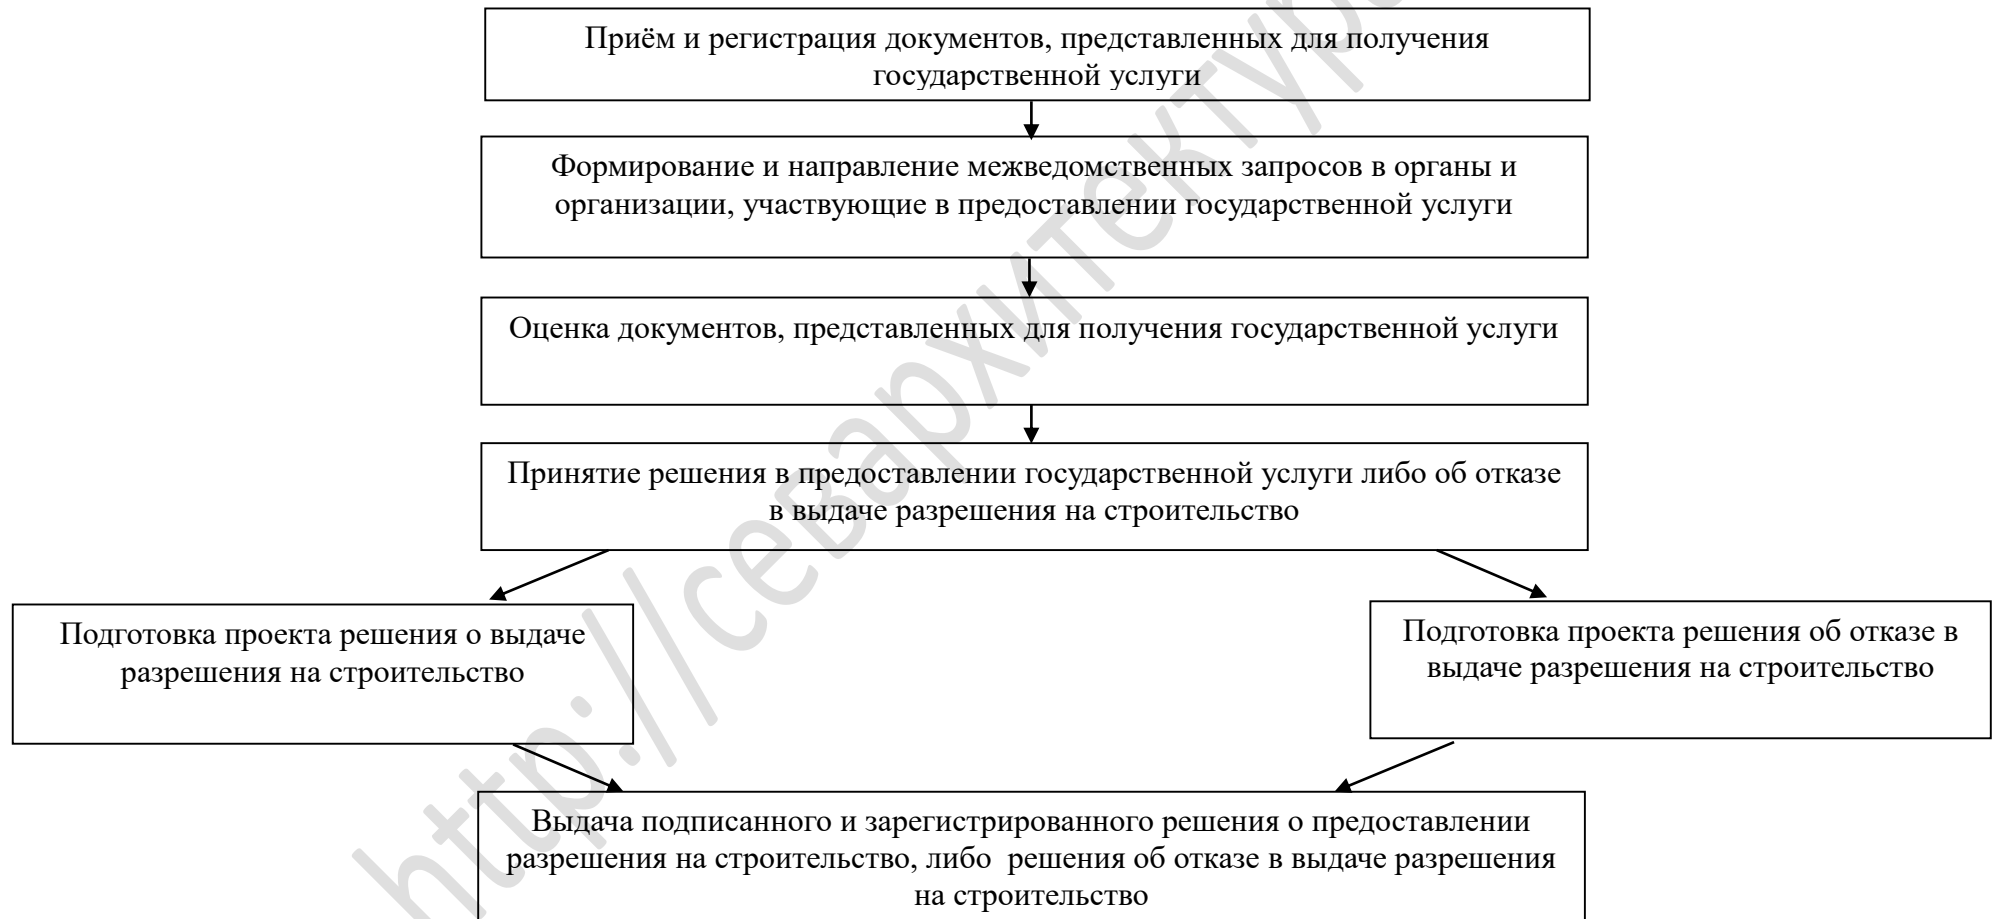 Приём и регистрация документов, представленных для получения
государственной услуги
Формирование и направление межведомственных запросов в органы и
организации, участвующие в предоставлении государственной услуги
Оценка документов, представленных для получения государственной услуги
Принятие решения в предоставлении государственной услуги либо об отказе
в выдаче разрешения на строительство
Подготовка проекта решения о выдаче
разрешения на строительство
Подготовка проекта решения об отказе в
выдаче разрешения на строительство
Выдача подписанного и зарегистрированного решения о предоставлении
разрешения на строительство, либо решения об отказе в выдаче разрешения
на строительство
http://севархитектур